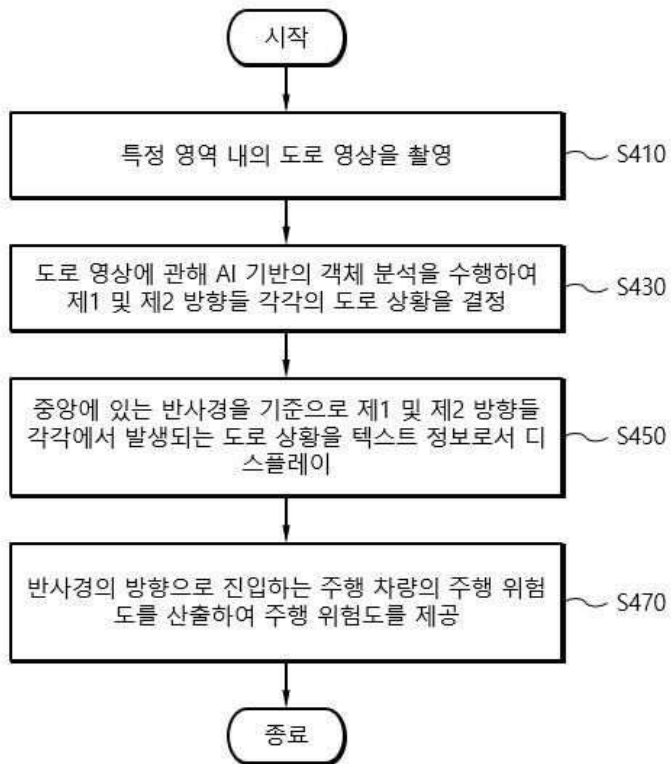 시작
특정 영역 내의 도로 영상을 촬영
S410
도로 영상에 관해 AI 기반의 객체 분석을 수행하여
제1 및 제2 방향들 각각의 도로 상황을 결정
S430
중앙에 있는 반사경을 기준으로 제1 및 제2 방향들
각각에서 발생되는 도로 상황을 텍스트 정보로서 디
스플레이
S450
반사경의 방향으로 진입하는 주행 차량의 주행 위험
도를 산출하여 주행 위험도를 제공
S470
종료